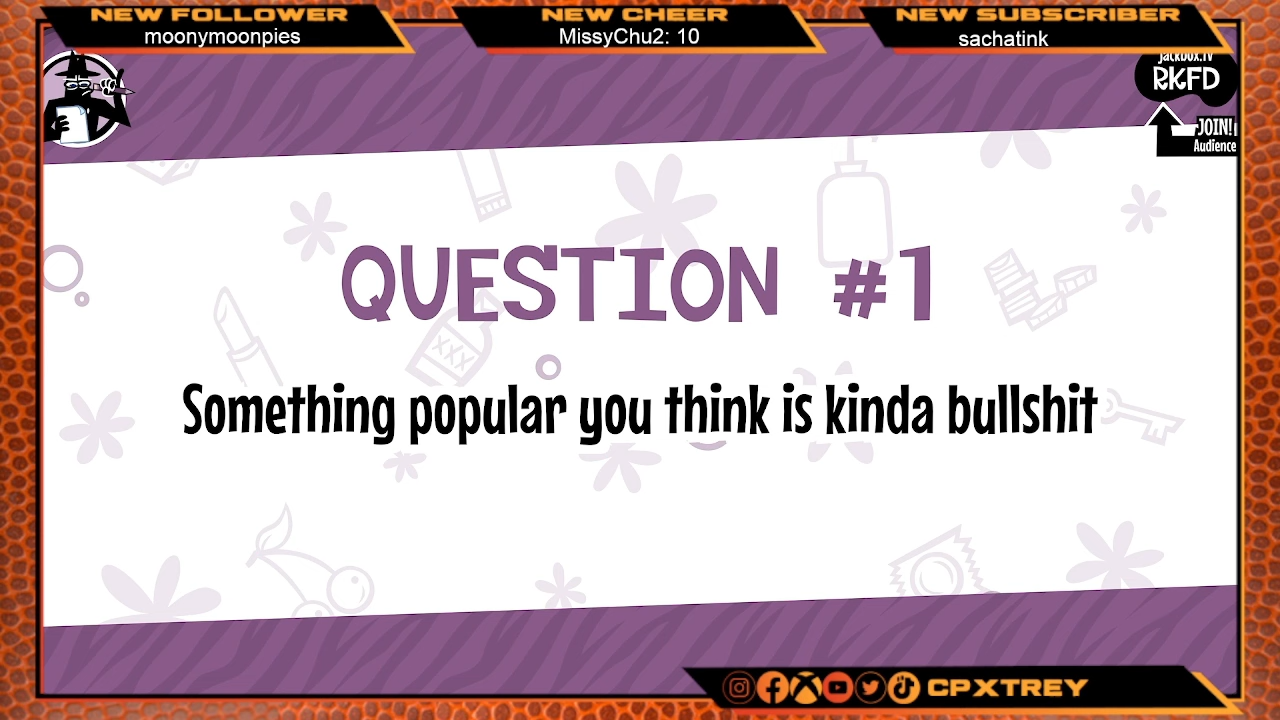 NEW FOLLOWER
moonymoonpies
NEW CHEER
MissyChu2: 10
NEW SUBSCRIBER
sachatink
jackbox.tv
RKFD
JOIN!
Audience
QUESTION #1
Something popular you think is kinda bullshit
XXX
CPXTREY